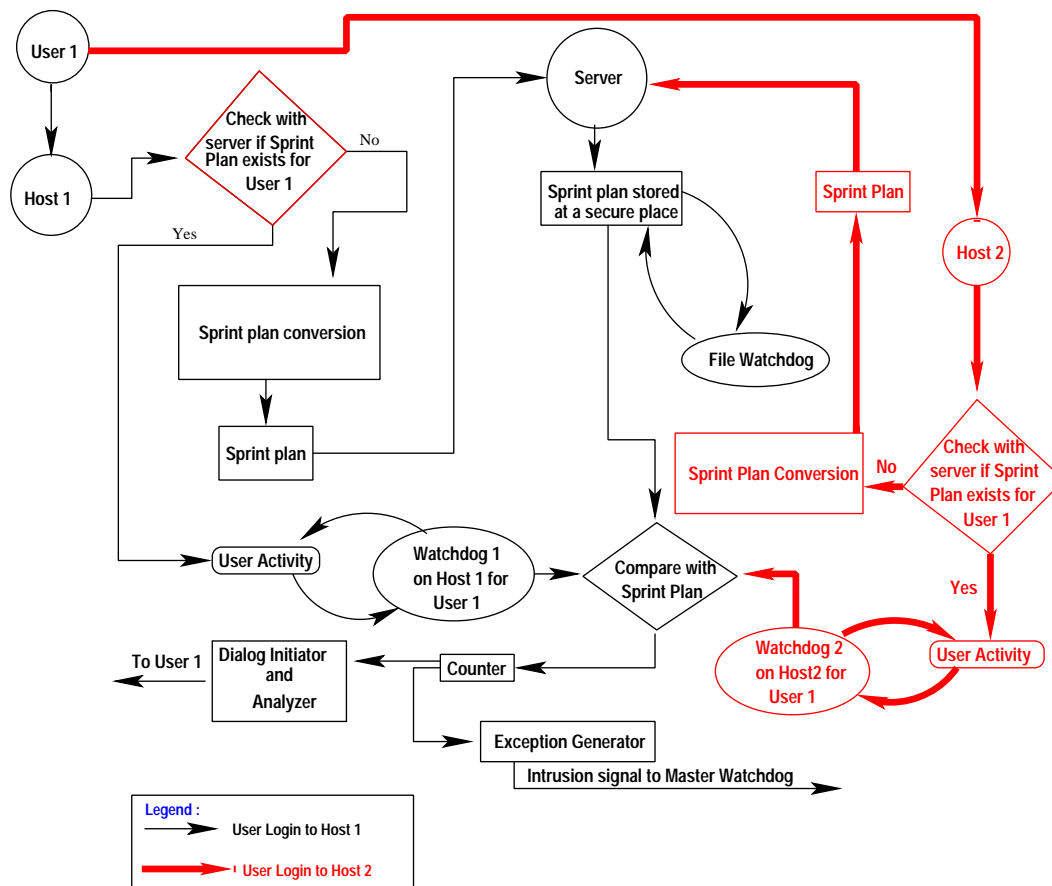 User 1
Server
Check with
server if Sprint
Plan exists for
User 1
No
Host 1
Yes
Sprint plan stored
at a secure place
Sprint Plan
Host 2
Sprint plan conversion
File Watchdog
Sprint plan
Sprint Plan Conversion
No
Check with
server if Sprint
Plan exists for
User 1
Yes
User Activity
Watchdog 1
on Host 1 for
User 1
Compare with
Sprint Plan
Watchdog 2
on Host2 for
User 1
User Activity
To User 1
Dialog Initiator
and
Analyzer
Counter
Exception Generator
Intrusion signal to Master Watchdog
Legend :
User Login to Host 1
User Login to Host 2